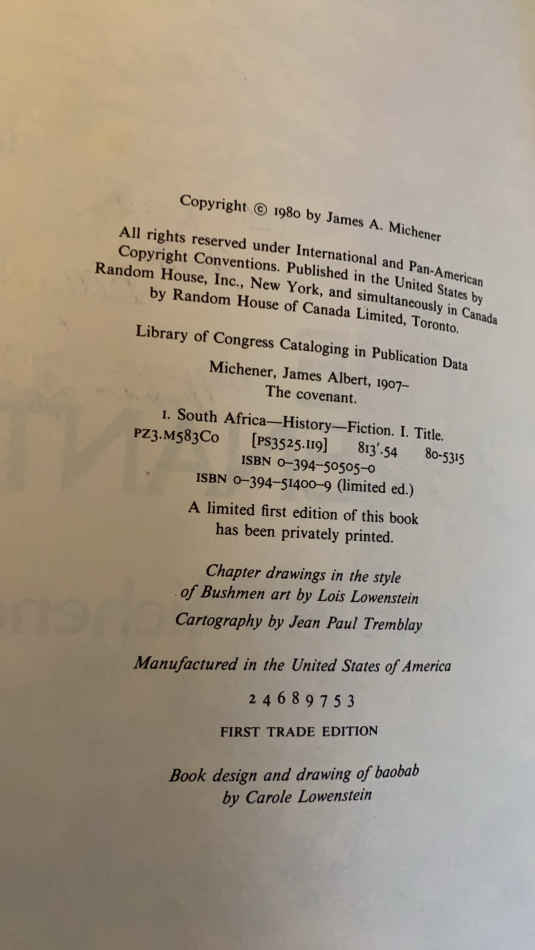 Copyright © 1980 by James A. Michener
All rights reserved under International and Pan-American
Copyright Conventions. Published in the United States by
Random House, Inc., New York, and simultaneously in Canada
by Random House of Canada Limited, Toronto.
Library of Congress Cataloging in Publication Data
Michener, James Albert, 1907–
The covenant.
1. South Africa—History—Fiction. I. Title.
PZ3.M583Co [PS3525.I19] 813'.54 80-5315
ISBN 0-394-50505-0
ISBN 0-394-51400-9 (limited ed.)
A limited first edition of this book
has been privately printed.
Chapter drawings in the style
of Bushmen art by Lois Lowenstein
Cartography by Jean Paul Tremblay
Manufactured in the United States of America
2 4 6 8 9 7 5 3
FIRST TRADE EDITION
Book design and drawing of baobab
by Carole Lowenstein